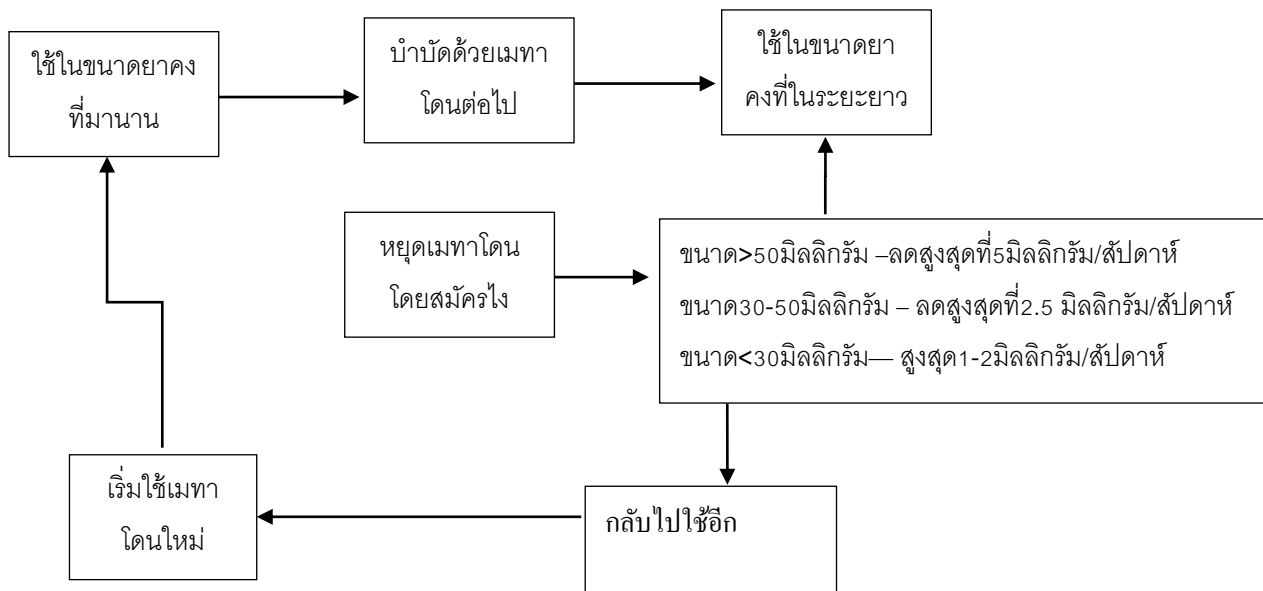 ใช้ในขนาดยาคง
ที่มานาน
บำบัดด้วยเมทา
โดนต่อไป
ใช้ในขนาดยา
คงที่ในระยะยาว
หยุดเมทาโดน
โดยสมัครไง
ขนาด>50มิลลิกรัม –ลดสูงสุดที่5มิลลิกรัม/สัปดาห์
ขนาด30-50มิลลิกรัม – ลดสูงสุดที่2.5 มิลลิกรัม/สัปดาห์
ขนาด<30มิลลิกรัม— สูงสุด1-2มิลลิกรัม/สัปดาห์
เริ่มใช้เมทา
โดนใหม่
กลับไปใช้อีก